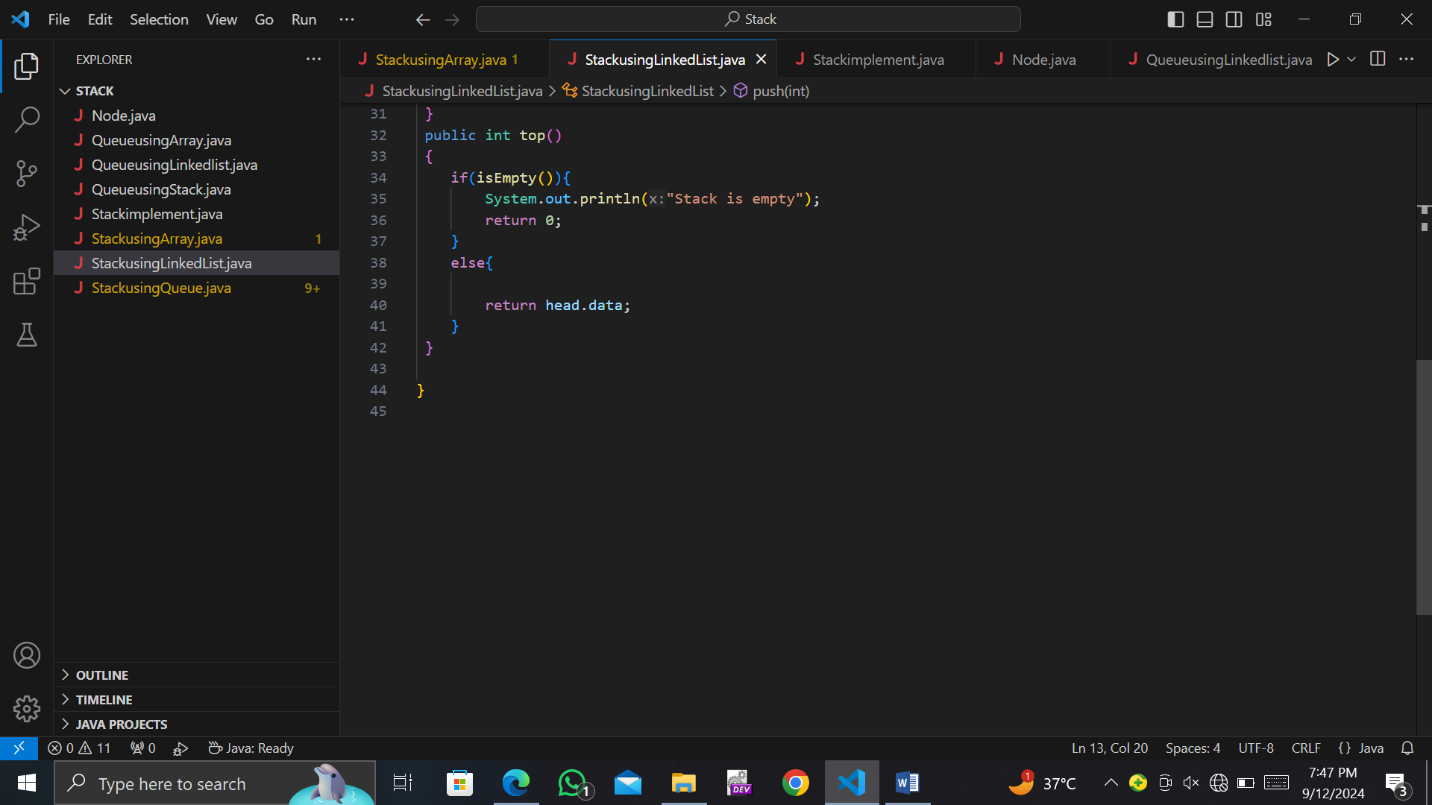 File Edit Selection View Go Run ··· Stack
EXPLORER ···
STACK
J Node.java
J QueueusingArray.java
J QueueusingLinkedlist.java
J QueueusingStack.java
J Stackimplement.java
J StackusingArray.java 1
J StackusingLinkedList.java
J StackusingQueue.java 9+
OUTLINE
TIMELINE
JAVA PROJECTS
J StackusingArray.java 1 J StackusingLinkedList.java J Stackimplement.java J Node.java J QueueusingLinkedlist.java ···
J StackusingLinkedList.java > StackusingLinkedList > push(int)
31 }
32 public int top()
33 {
34 if(isEmpty()){
35 System.out.println(x:"Stack is empty");
36 return 0;
37 }
38 else{
39
40 return head.data;
41 }
42 }
43
44 }
45
0 11 0 Java: Ready Ln 13, Col 20 Spaces: 4 UTF-8 CRLF {} Java
Type here to search 1 DEV W 1 37°C 7:47 PM 3
9/12/2024